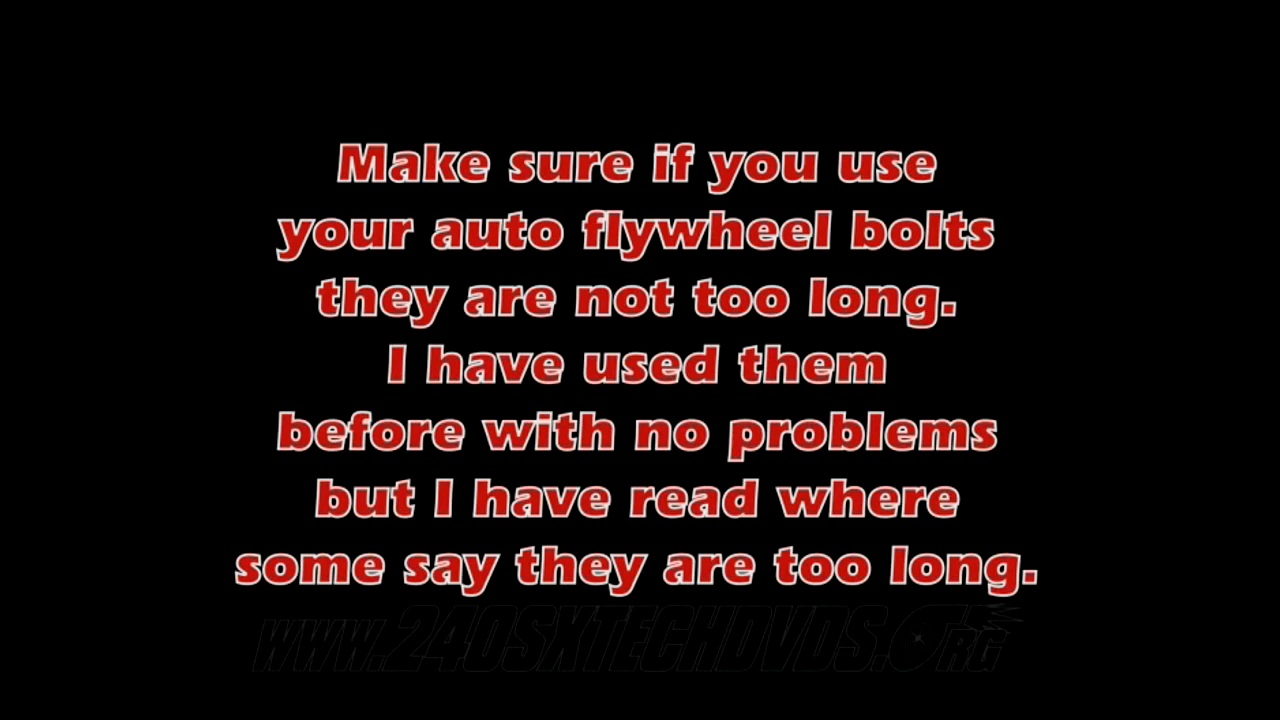 Make sure if you use
your auto flywheel bolts
they are not too long.
I have used them
before with no problems
but I have read where
some say they are too long.
www.240SXTECHDVDS.ORG